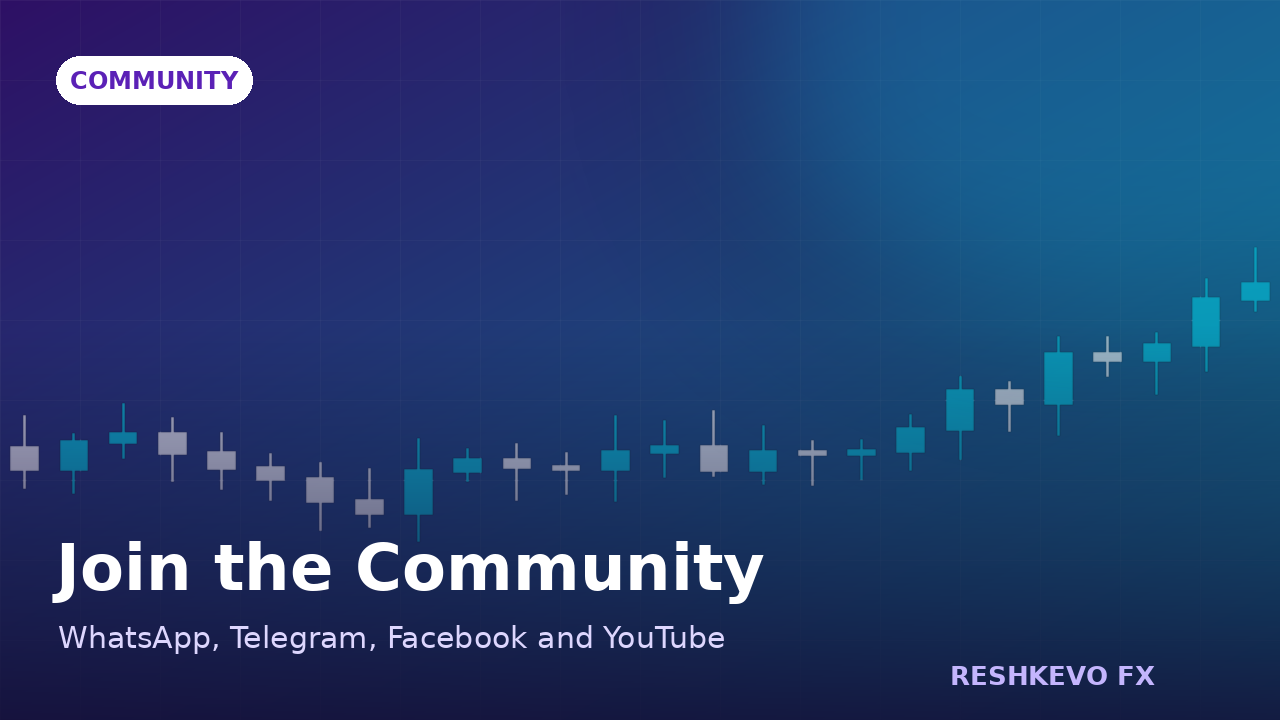 COMMUNITY
Join the Community
WhatsApp, Telegram, Facebook and YouTube
RESHKEVO FX